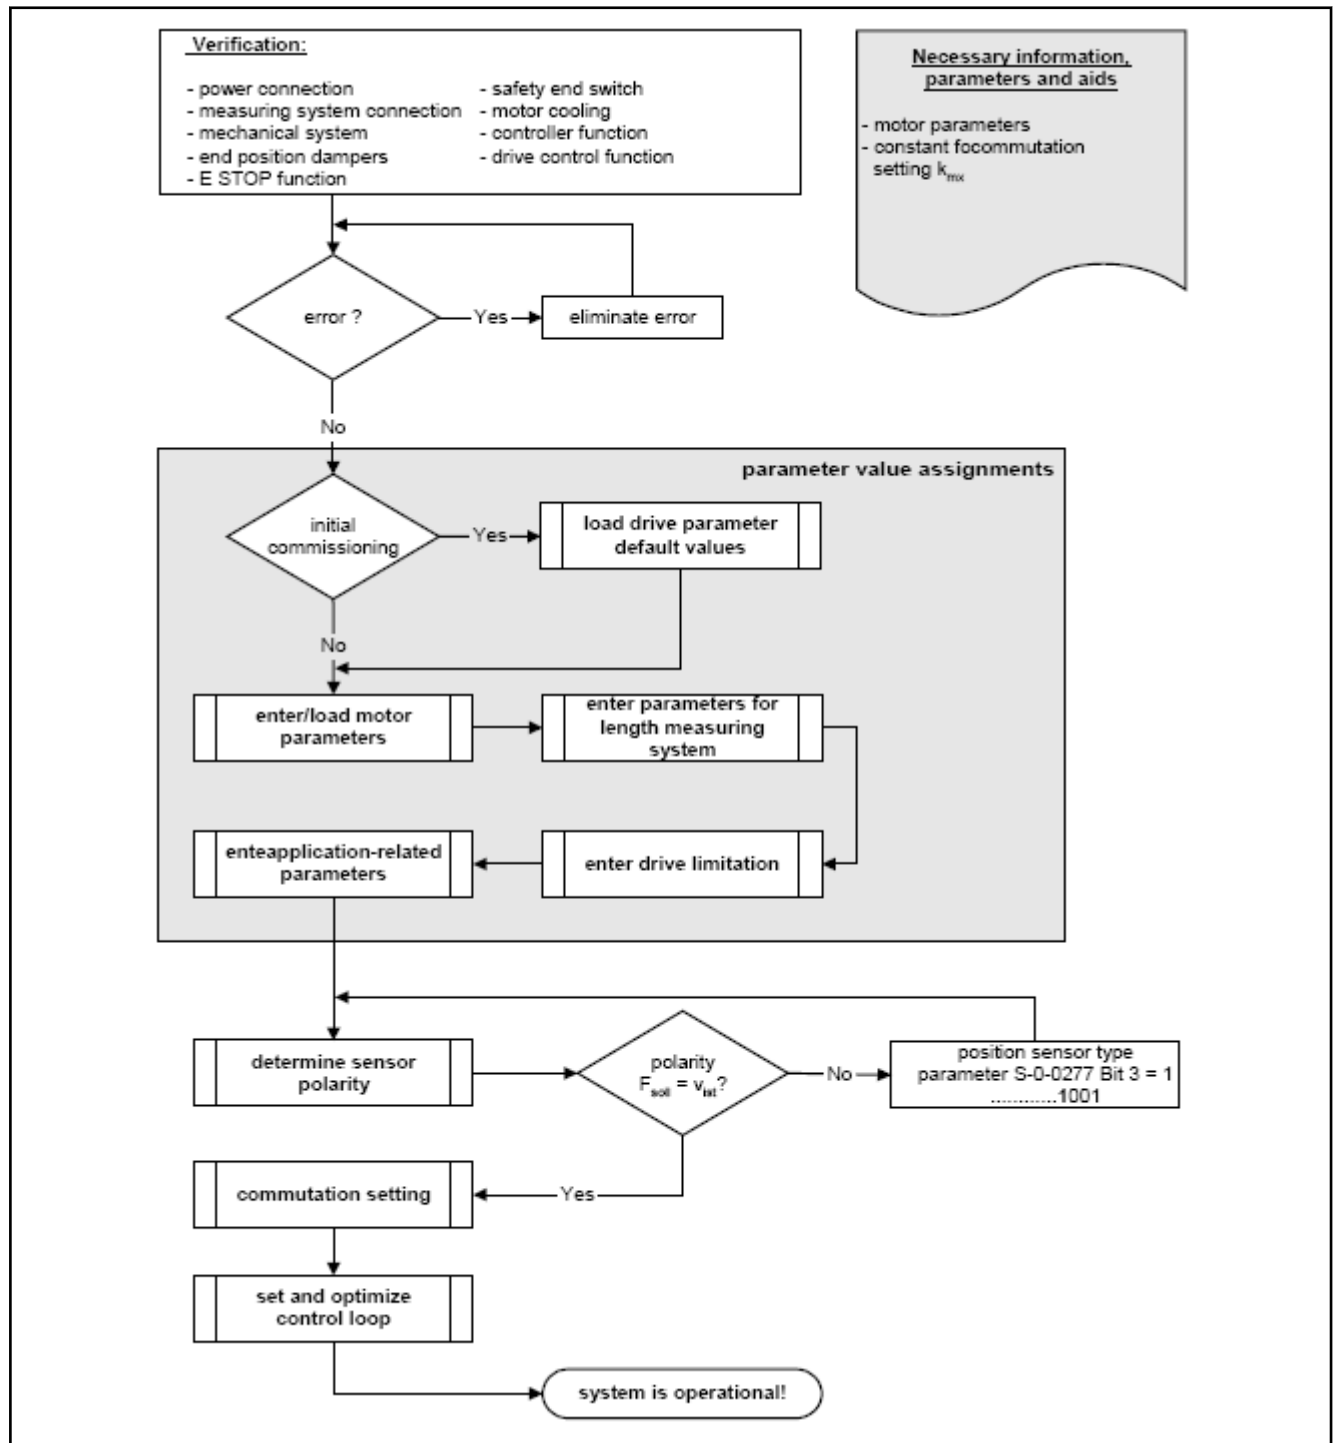 Verification:
- power connection
- measuring system connection
- mechanical system
- end position dampers
- E STOP function
- safety end switch
- motor cooling
- controller function
- drive control function
Necessary information,
parameters and aids
- motor parameters
- constant focommutation
setting kmx
error ?
Yes
eliminate error
No
parameter value assignments
initial
commissioning
Yes
load drive parameter
default values
No
enter/load motor
parameters
enter parameters for
length measuring
system
enteapplication-related
parameters
enter drive limitation
determine sensor
polarity
polarity
Fsoll = vist?
No
position sensor type
parameter S-0-0277 Bit 3 = 1
............1001
commutation setting
Yes
set and optimize
control loop
system is operational!